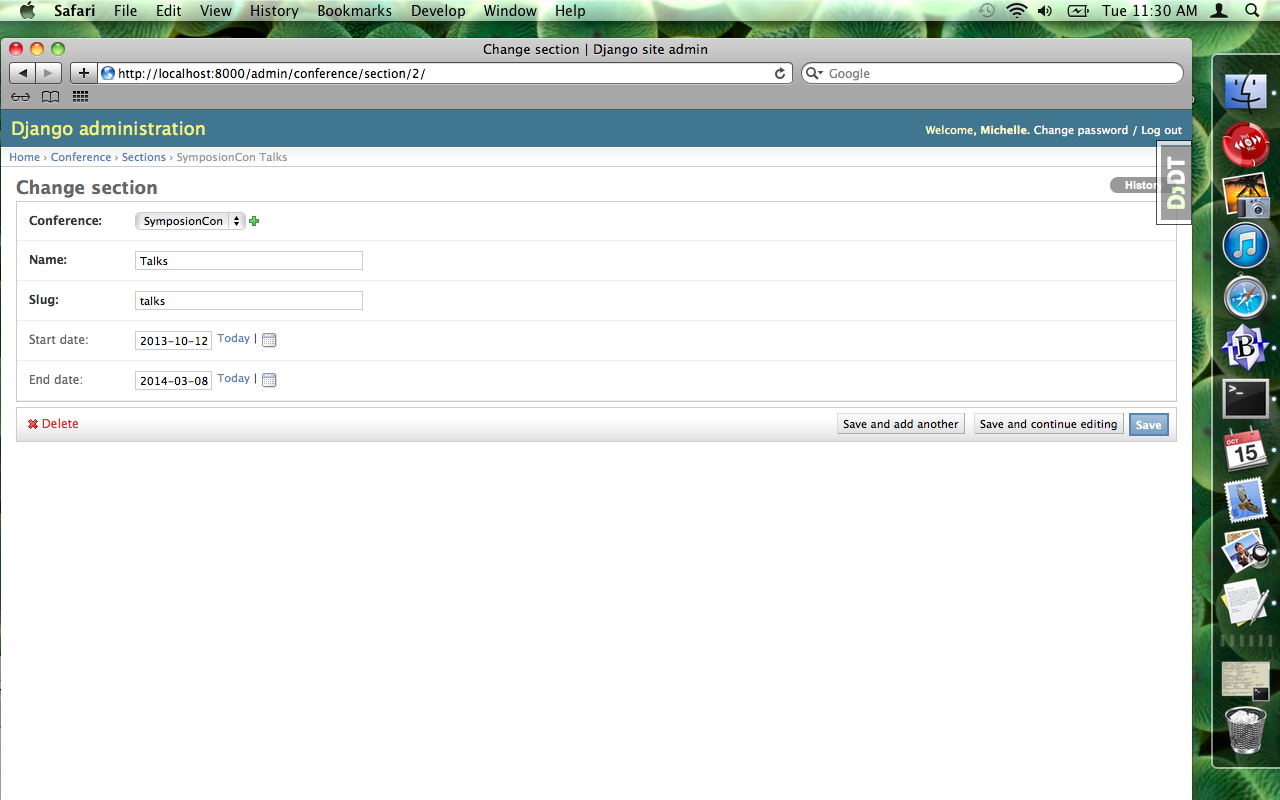 Safari File Edit View History Bookmarks Develop Window Help Tue 11:30 AM
Change section | Django site admin
http://localhost:8000/admin/conference/section/2/ Google
Django administration Welcome, Michelle. Change password / Log out
Home › Conference › Sections › SymposionCon Talks
DJDT
Change section History
Conference: SymposionCon
Name: Talks
Slug: talks
Start date: 2013-10-12 Today |
End date: 2014-03-08 Today |
Delete Save and add another Save and continue editing Save
B
>_
OCT
15